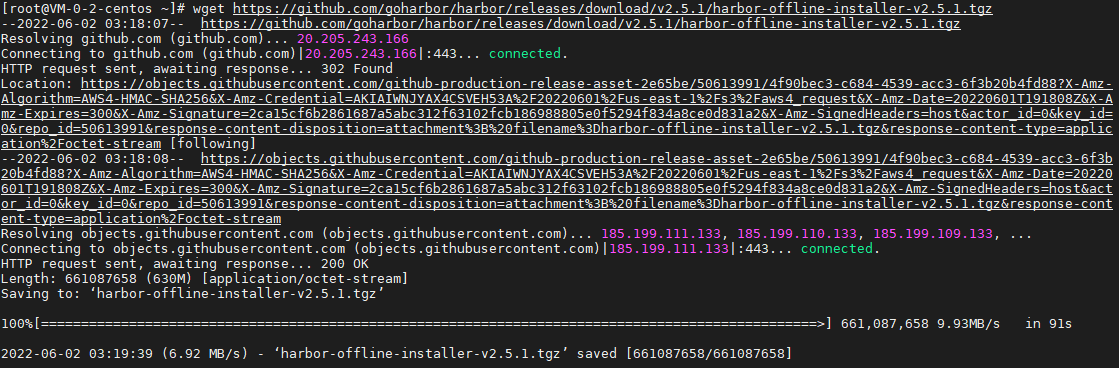 [root@VM-0-2-centos ~]# wget https://github.com/goharbor/harbor/releases/download/v2.5.1/harbor-offline-installer-v2.5.1.tgz
--2022-06-02 03:18:07--  https://github.com/goharbor/harbor/releases/download/v2.5.1/harbor-offline-installer-v2.5.1.tgz
Resolving github.com (github.com)... 20.205.243.166
Connecting to github.com (github.com)|20.205.243.166|:443... connected.
HTTP request sent, awaiting response... 302 Found
Location: https://objects.githubusercontent.com/github-production-release-asset-2e65be/50613991/4f90bec3-c684-4539-acc3-6f3b20b4fd88?X-Amz-
Algorithm=AWS4-HMAC-SHA256&X-Amz-Credential=AKIAIWNJYAX4CSVEH53A%2F20220601%2Fus-east-1%2Fs3%2Faws4_request&X-Amz-Date=20220601T191808Z&X-A
mz-Expires=300&X-Amz-Signature=2ca15cf6b2861687a5abc312f63102fcb186988805e0f5294f834a8ce0d831a2&X-Amz-SignedHeaders=host&actor_id=0&key_id=
0&repo_id=50613991&response-content-disposition=attachment%3B%20filename%3Dharbor-offline-installer-v2.5.1.tgz&response-content-type=applic
ation%2Foctet-stream [following]
--2022-06-02 03:18:08--  https://objects.githubusercontent.com/github-production-release-asset-2e65be/50613991/4f90bec3-c684-4539-acc3-6f3b
20b4fd88?X-Amz-Algorithm=AWS4-HMAC-SHA256&X-Amz-Credential=AKIAIWNJYAX4CSVEH53A%2F20220601%2Fus-east-1%2Fs3%2Faws4_request&X-Amz-Date=20220
601T191808Z&X-Amz-Expires=300&X-Amz-Signature=2ca15cf6b2861687a5abc312f63102fcb186988805e0f5294f834a8ce0d831a2&X-Amz-SignedHeaders=host&act
or_id=0&key_id=0&repo_id=50613991&response-content-disposition=attachment%3B%20filename%3Dharbor-offline-installer-v2.5.1.tgz&response-cont
ent-type=application%2Foctet-stream
Resolving objects.githubusercontent.com (objects.githubusercontent.com)... 185.199.111.133, 185.199.110.133, 185.199.109.133, ...
Connecting to objects.githubusercontent.com (objects.githubusercontent.com)|185.199.111.133|:443... connected.
HTTP request sent, awaiting response... 200 OK
Length: 661087658 (630M) [application/octet-stream]
Saving to: ‘harbor-offline-installer-v2.5.1.tgz’
100%[=================================================================================================>] 661,087,658 9.93MB/s   in 91s
2022-06-02 03:19:39 (6.92 MB/s) - ‘harbor-offline-installer-v2.5.1.tgz’ saved [661087658/661087658]